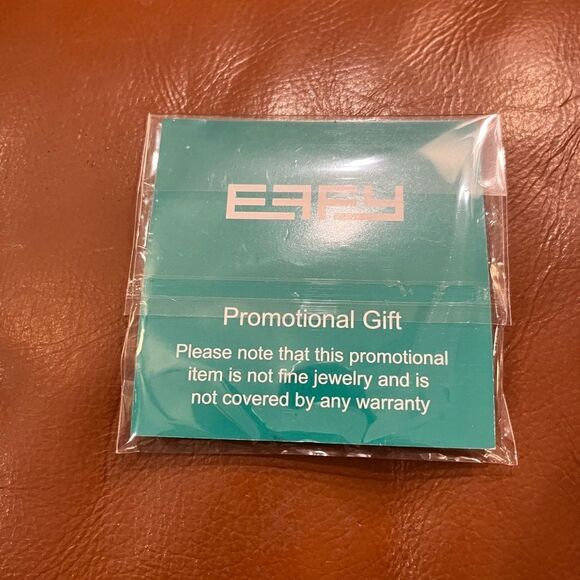 EFFY
Promotional Gift
Please note that this promotional
item is not fine jewelry and is
not covered by any warranty